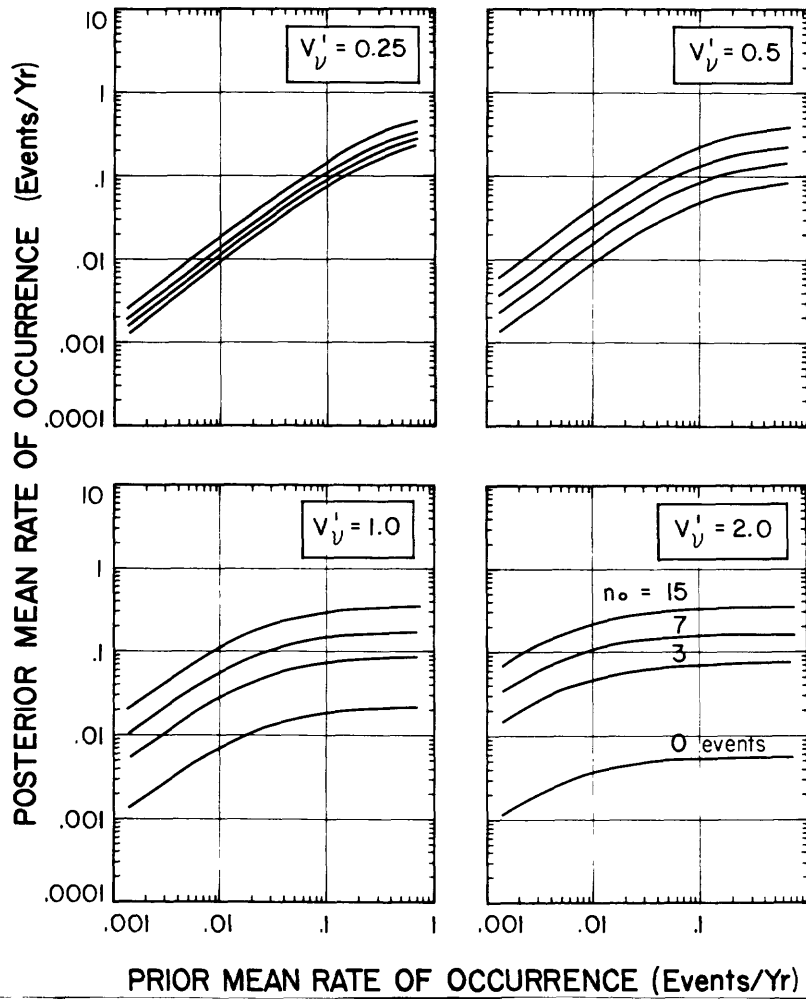 POSTERIOR MEAN RATE OF OCCURRENCE (Events/Yr)
10
1
.1
.01
.001
.0001
V'ν = 0.25
V'ν = 0.5
10
1
.1
.01
.001
.0001
V'ν = 1.0
V'ν = 2.0
n₀ = 15
7
3
0 events
.001 .01 .1 1 .001 .01 .1
PRIOR MEAN RATE OF OCCURRENCE (Events/Yr)